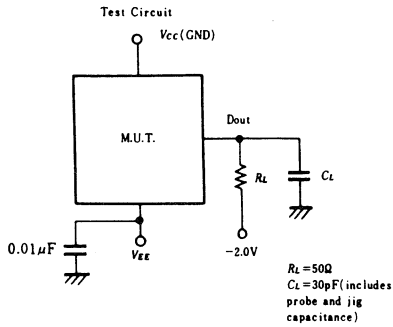 Test Circuit
Vcc(GND)
M.U.T.
Dout
RL
CL
0.01μF
VEE
−2.0V
RL=50Ω
CL=30pF(includes
probe and jig
capacitance)